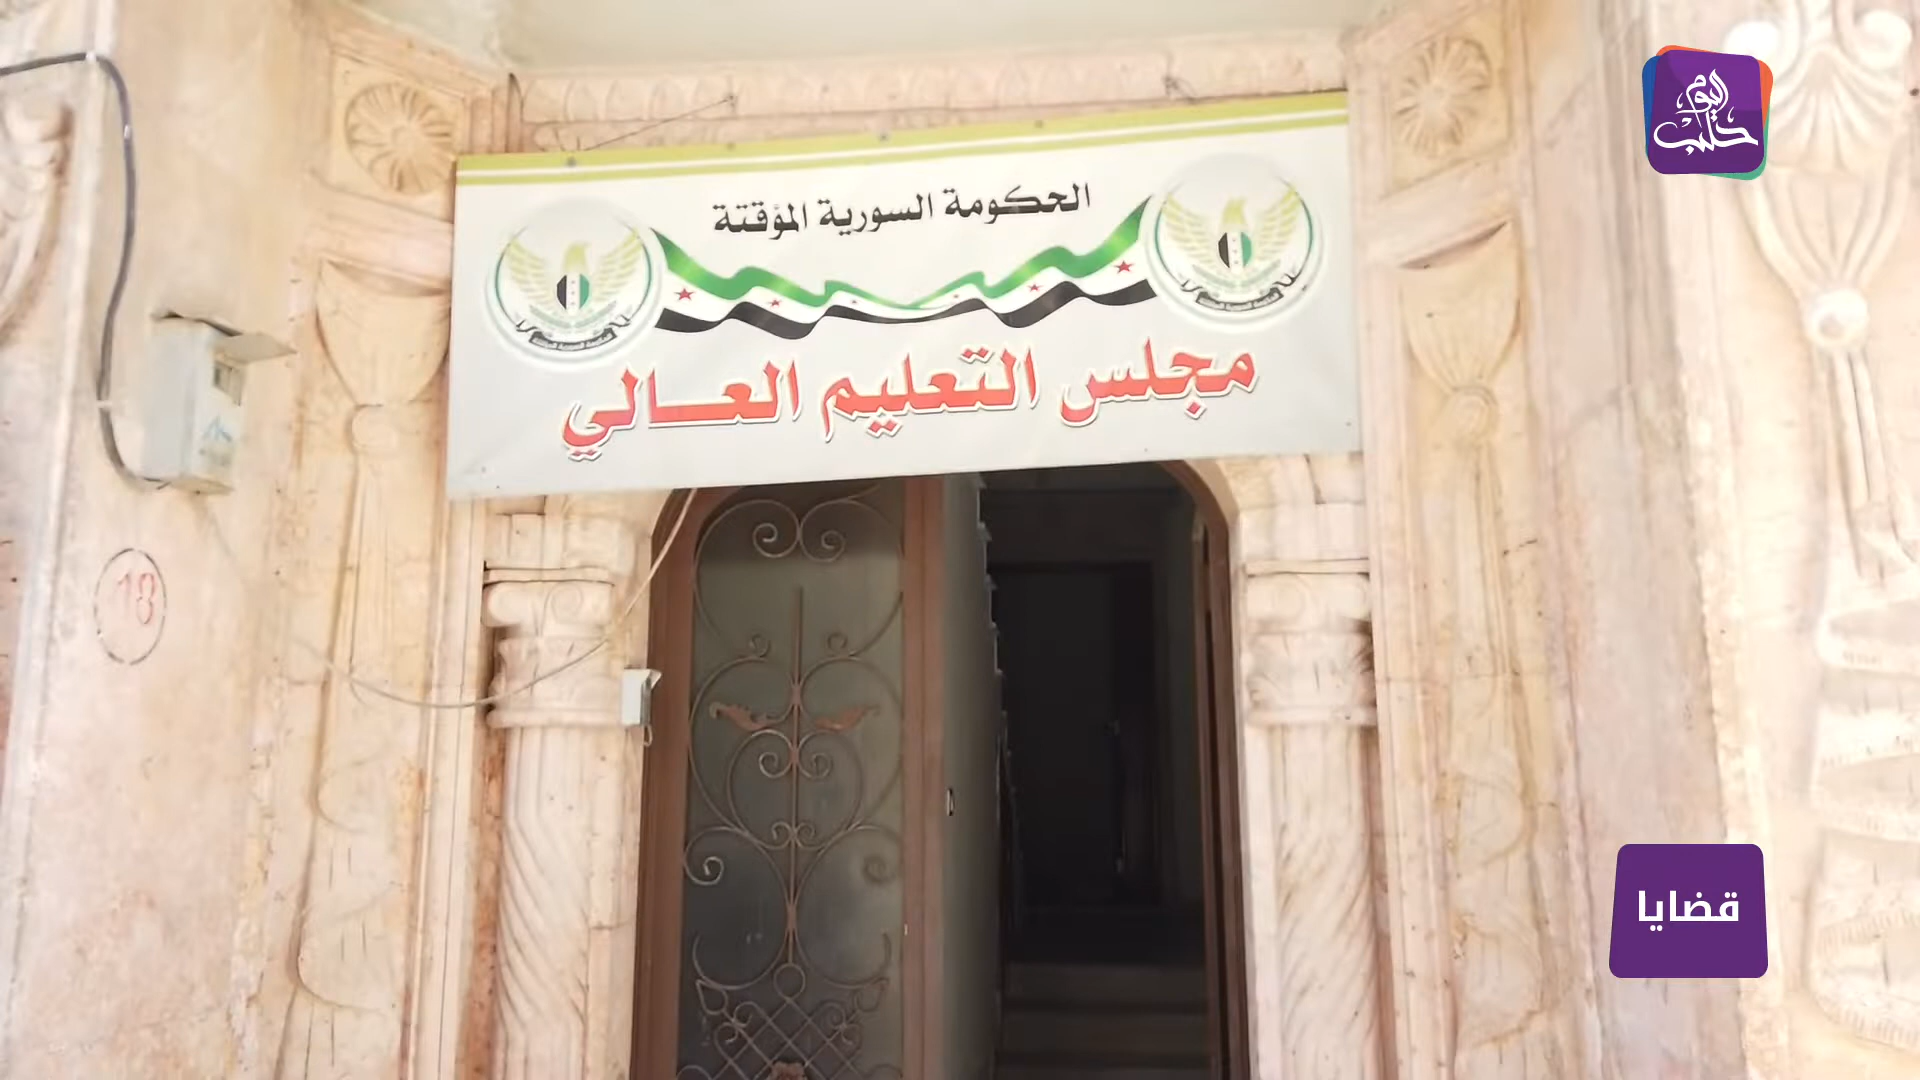 اليوم
حلب
الحكومة السورية المؤقتة
مجلس التعليم العالي
18
قضايا